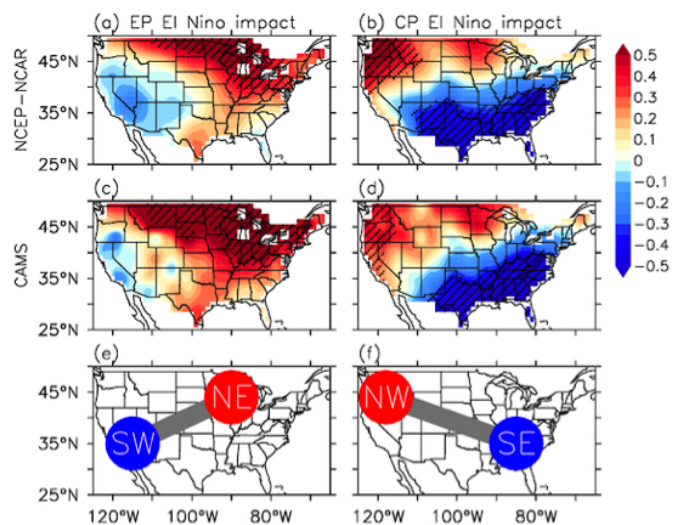 (a) EP EI Nino impact
(b) CP EI Nino impact
NCEP-NCAR
45°N
35°N
25°N
0.5
0.4
0.3
0.2
0.1
0
-0.1
-0.2
-0.3
-0.4
-0.5
(c)
(d)
CAMS
45°N
35°N
25°N
(e)
(f)
45°N
35°N
25°N
NE
SW
NW
SE
120°W 100°W 80°W
120°W 100°W 80°W